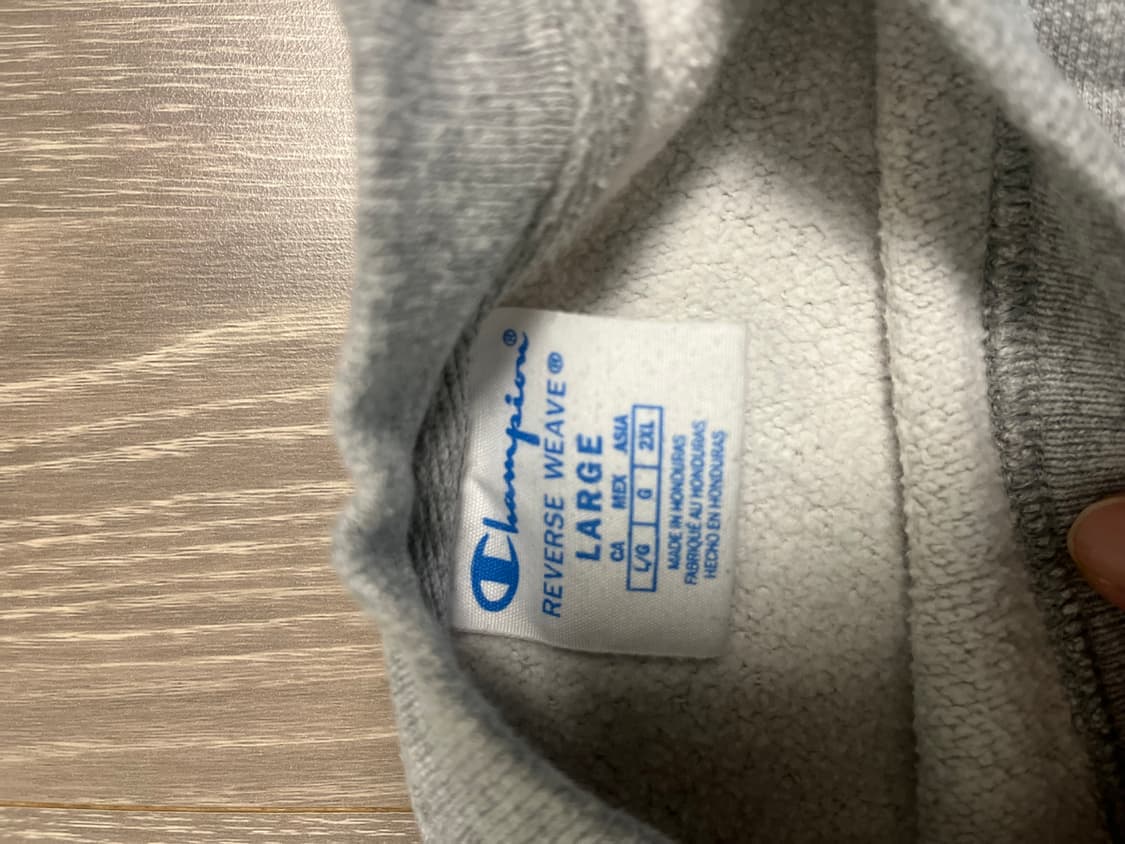 Champion®
REVERSE WEAVE®
LARGE
CA MEX ASIA
L/G G 2XL
MADE IN HONDURAS
FABRIQUÉ AU HONDURAS
HECHO EN HONDURAS